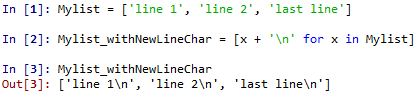 In [1]: Mylist = ['line 1', 'line 2', 'last line']
In [2]: Mylist_withNewLineChar = [x + '\n' for x in Mylist]
In [3]: Mylist_withNewLineChar
Out[3]: ['line 1\n', 'line 2\n', 'last line\n']